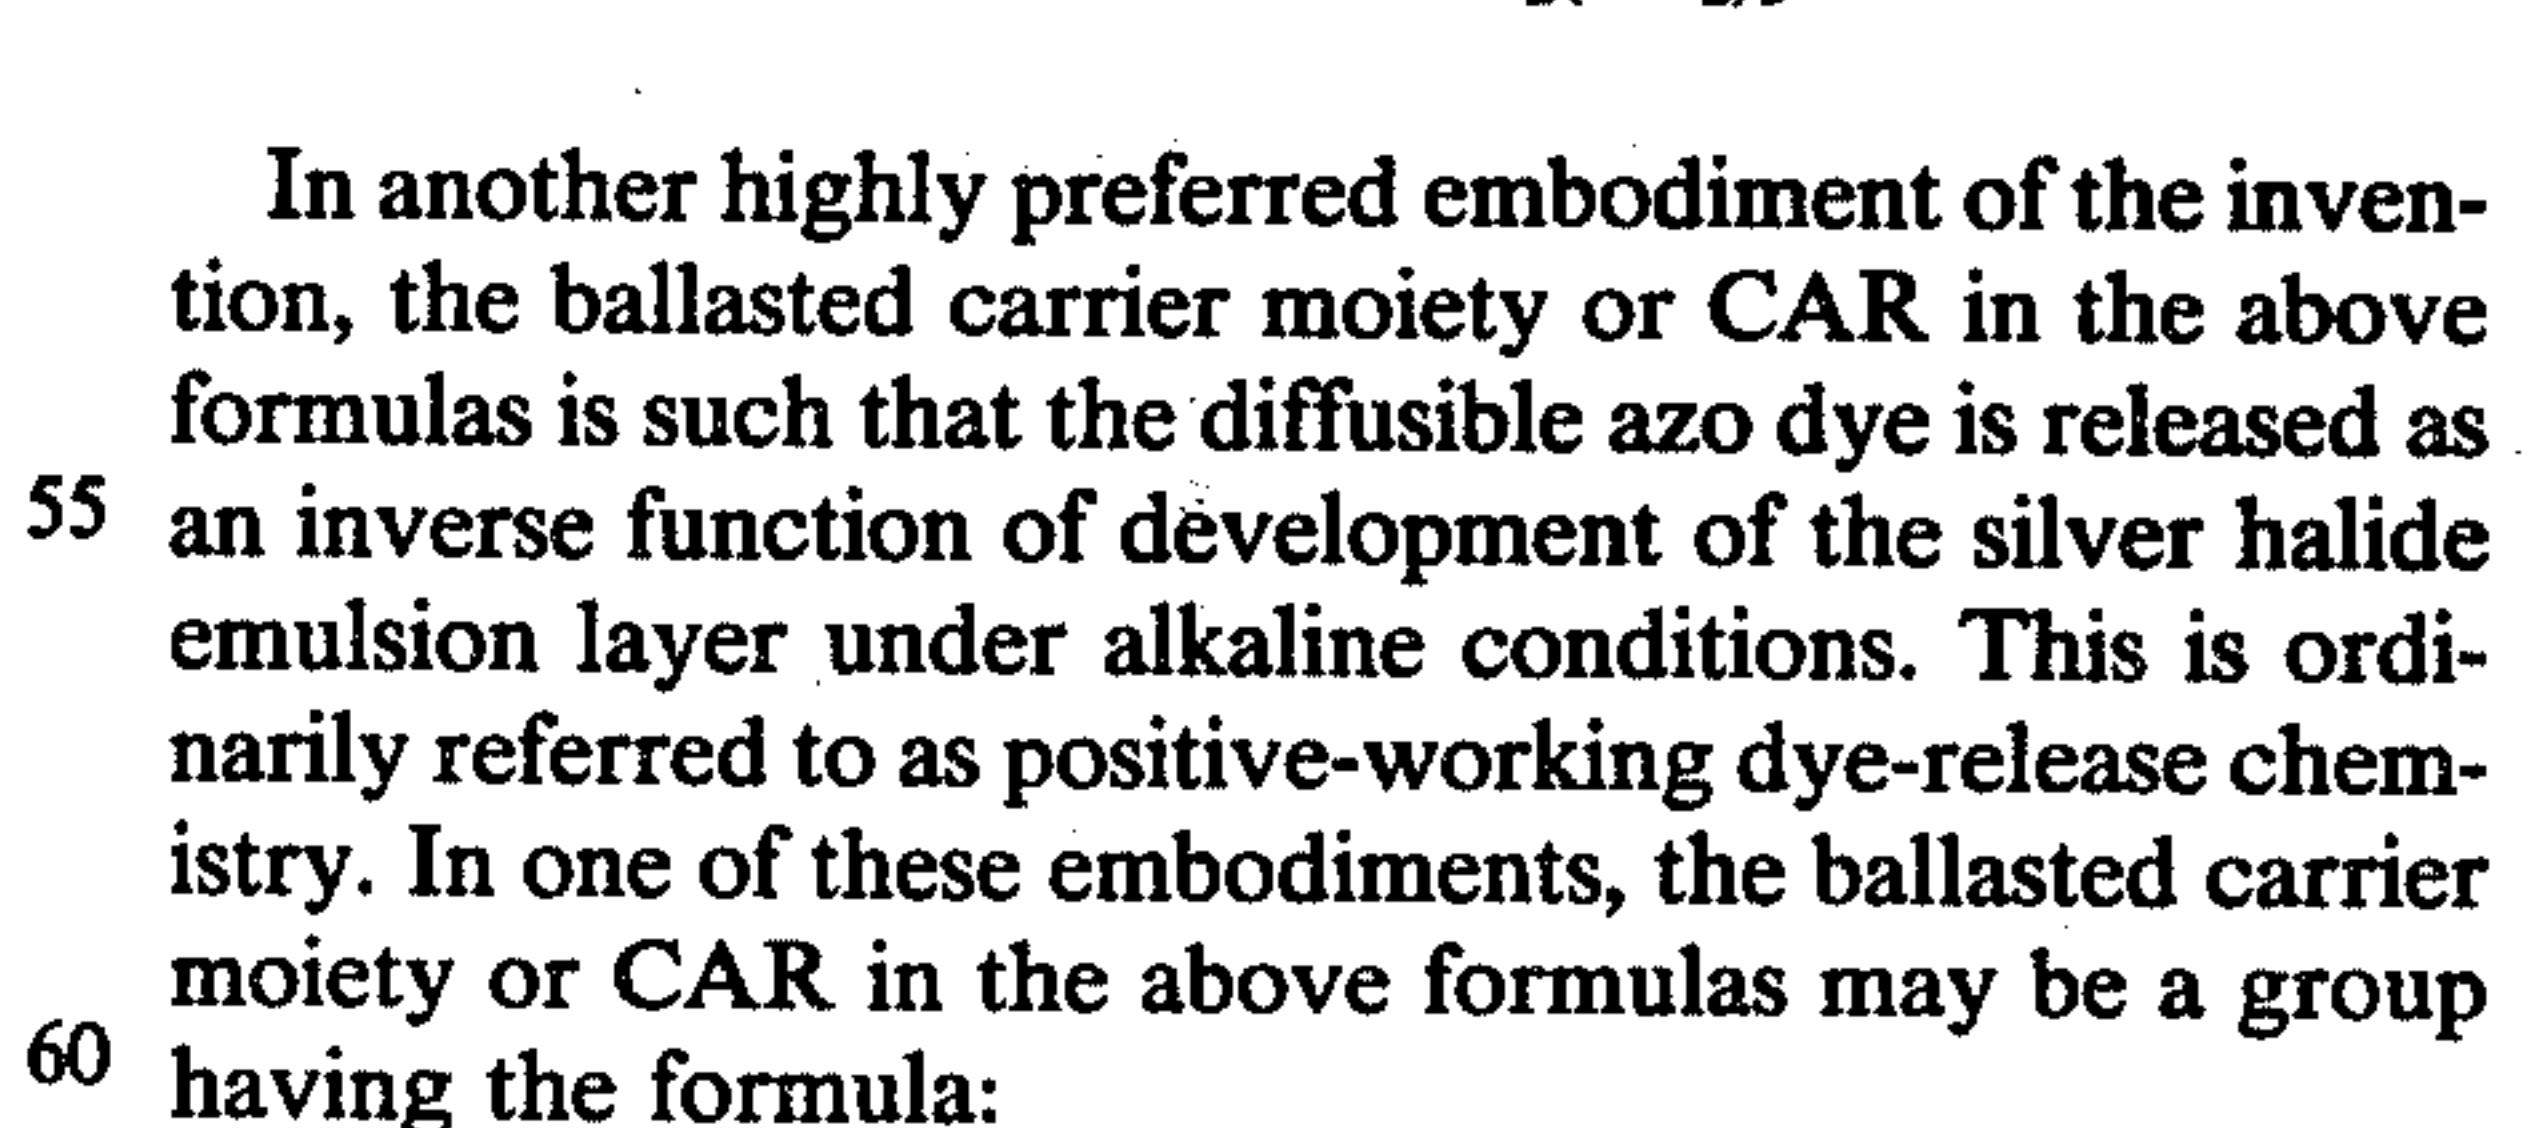 In another highly preferred embodiment of the inven-
tion, the ballasted carrier moiety or CAR in the above
formulas is such that the diffusible azo dye is released as
55 an inverse function of development of the silver halide
emulsion layer under alkaline conditions. This is ordi-
narily referred to as positive-working dye-release chem-
istry. In one of these embodiments, the ballasted carrier
moiety or CAR in the above formulas may be a group
60 having the formula: